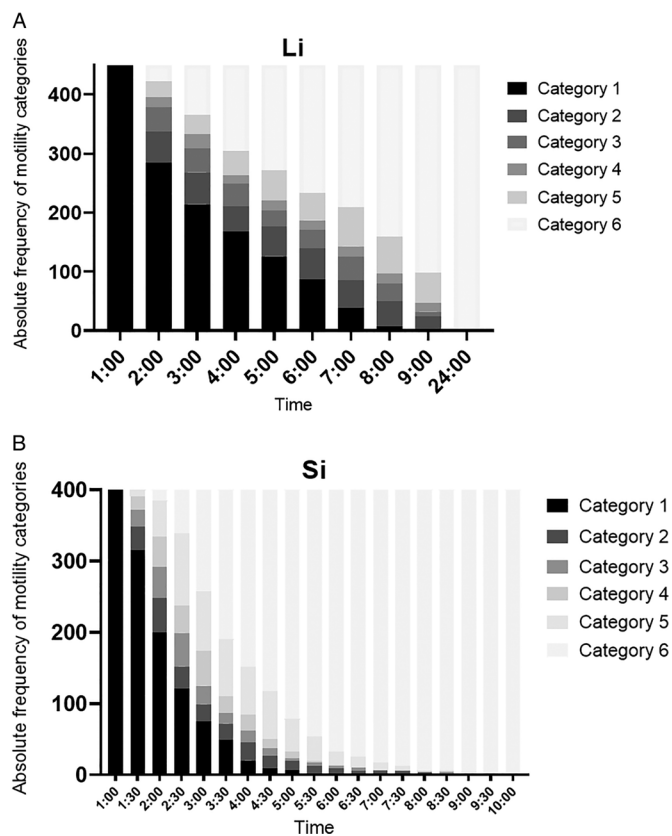 A
Li
Absolute frequency of motility categories
400
300
200
100
0
1:00
2:00
3:00
4:00
5:00
6:00
7:00
8:00
9:00
24:00
Time
Category 1
Category 2
Category 3
Category 4
Category 5
Category 6
B
Si
Absolute frequency of motility categories
400
300
200
100
0
1:00
1:30
2:00
2:30
3:00
3:30
4:00
4:30
5:00
5:30
6:00
6:30
7:00
7:30
8:00
8:30
9:00
9:30
10:00
Time
Category 1
Category 2
Category 3
Category 4
Category 5
Category 6